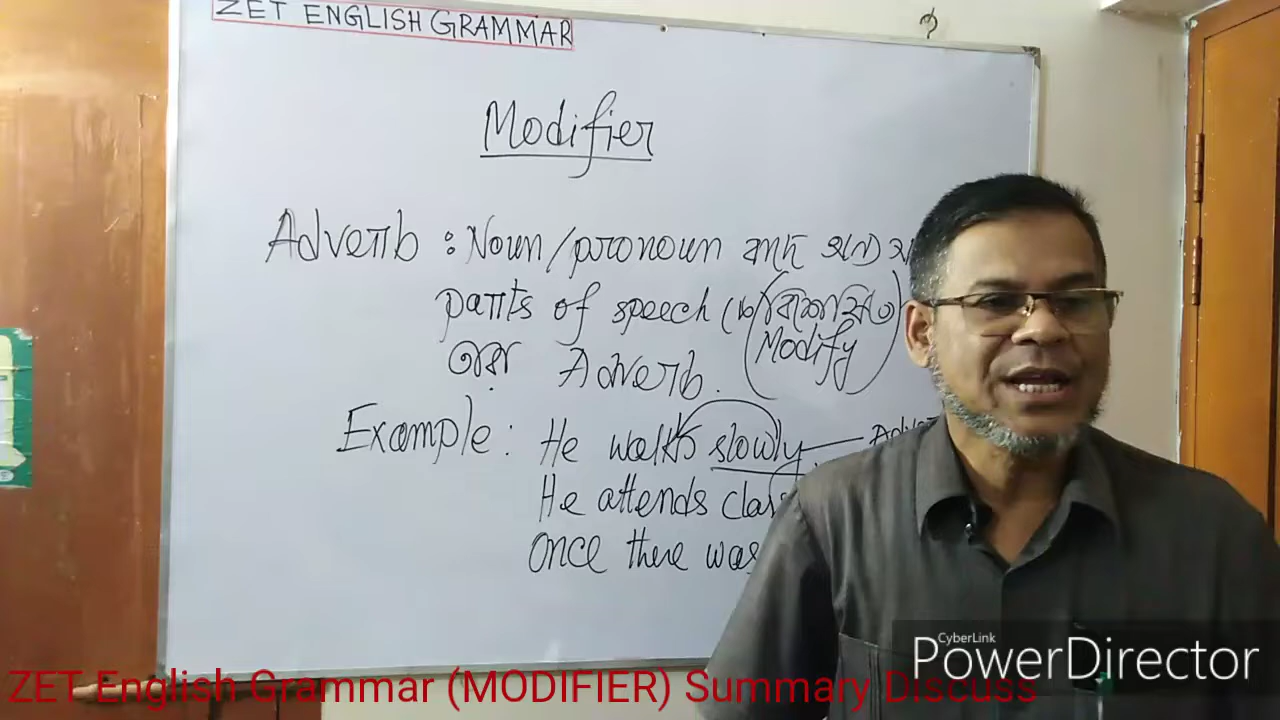 ZET ENGLISH GRAMMAR
Modifier
Adverb : Noun/pronoun বাদে অন্য
parts of speech কে বিশেষায়িত
Modify
করে Adverb.
Example : He walks slowly
He attends class
Once there was
CyberLink
PowerDirector
ZET English Grammar (MODIFIER) Summary Discuss